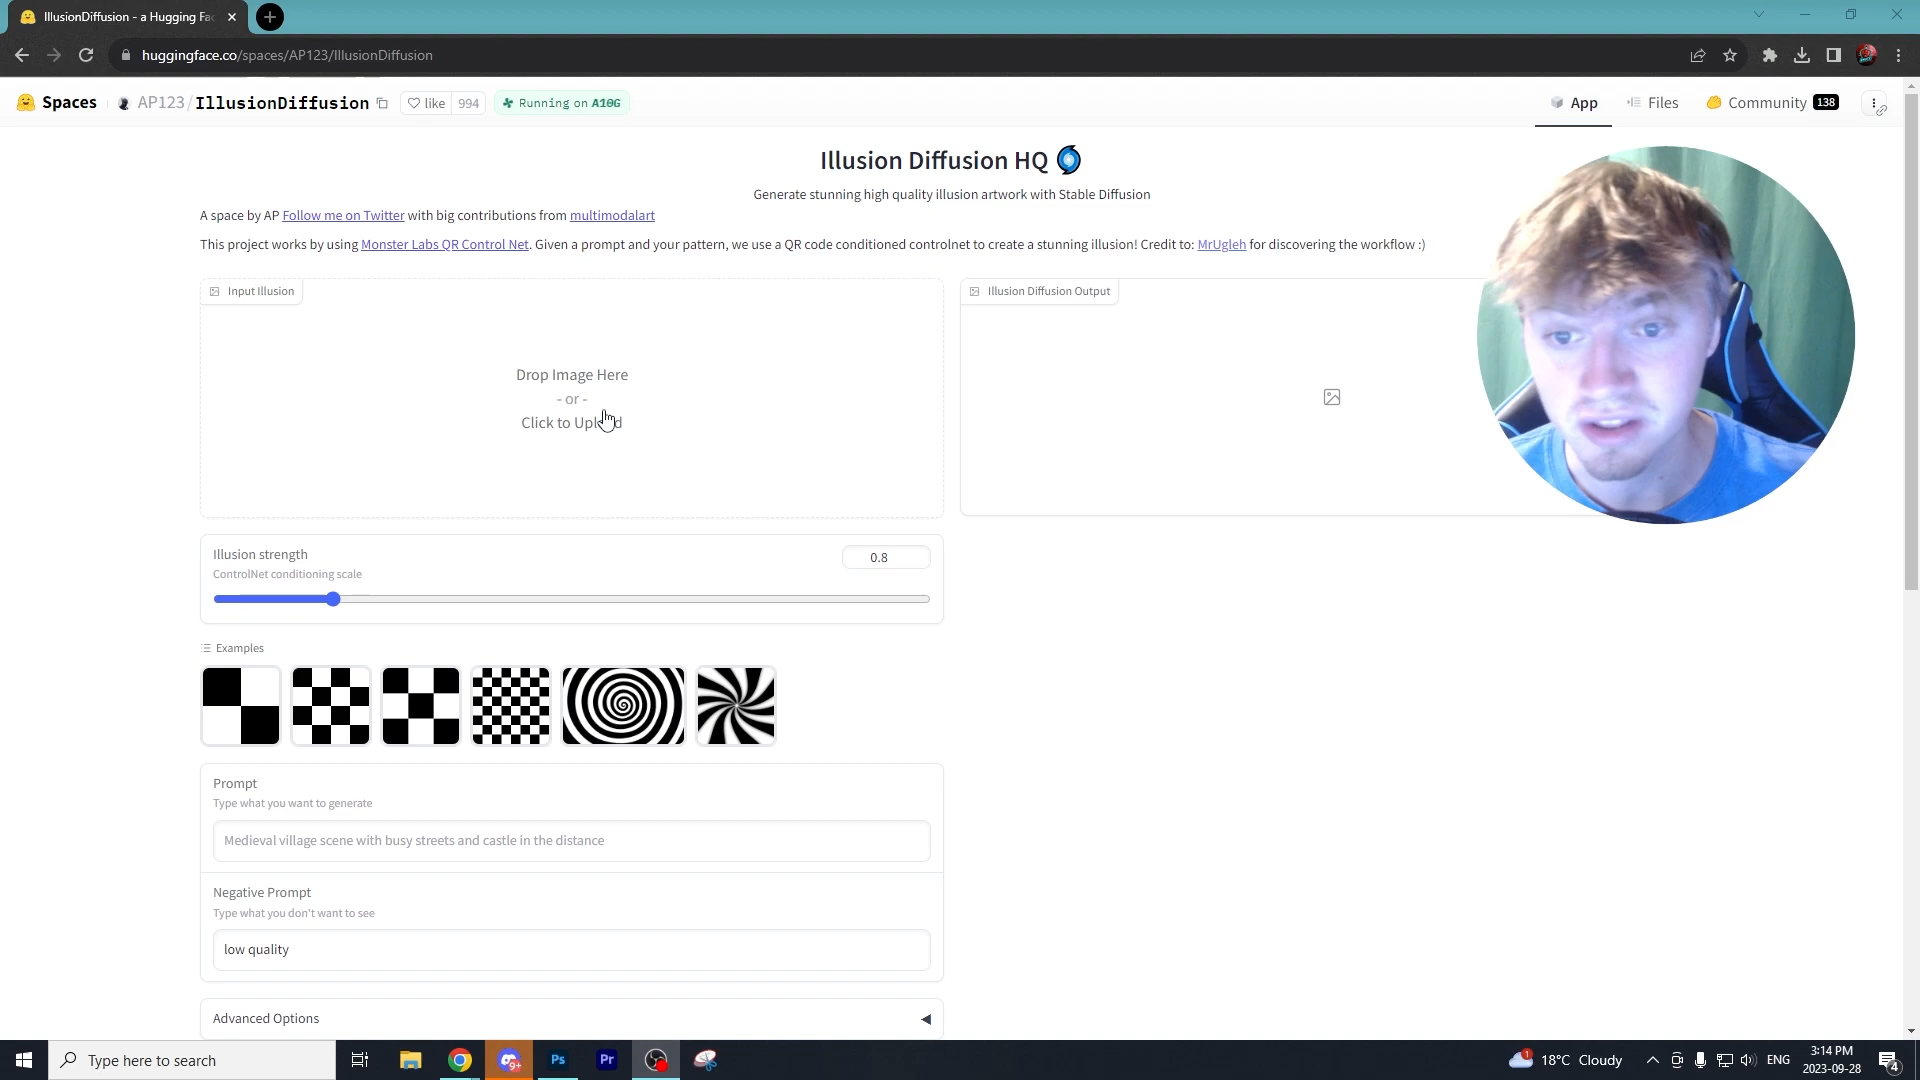 IllusionDiffusion - a Hugging Fa
huggingface.co/spaces/AP123/IllusionDiffusion
Spaces
AP123/IllusionDiffusion
like 994
Running on A10G
App
Files
Community 138
Illusion Diffusion HQ
Generate stunning high quality illusion artwork with Stable Diffusion
A space by AP Follow me on Twitter with big contributions from multimodalart
This project works by using Monster Labs QR Control Net. Given a prompt and your pattern, we use a QR code conditioned controlnet to create a stunning illusion! Credit to: MrUgleh for discovering the workflow :)
Input Illusion
Illusion Diffusion Output
Drop Image Here
- or -
Click to Upload
Illusion strength
0.8
ControlNet conditioning scale
Examples
Prompt
Type what you want to generate
Medieval village scene with busy streets and castle in the distance
Negative Prompt
Type what you don't want to see
low quality
Advanced Options
Type here to search
9+
Ps
Pr
1
18°C Cloudy
ENG
3:14 PM
2023-09-28
4